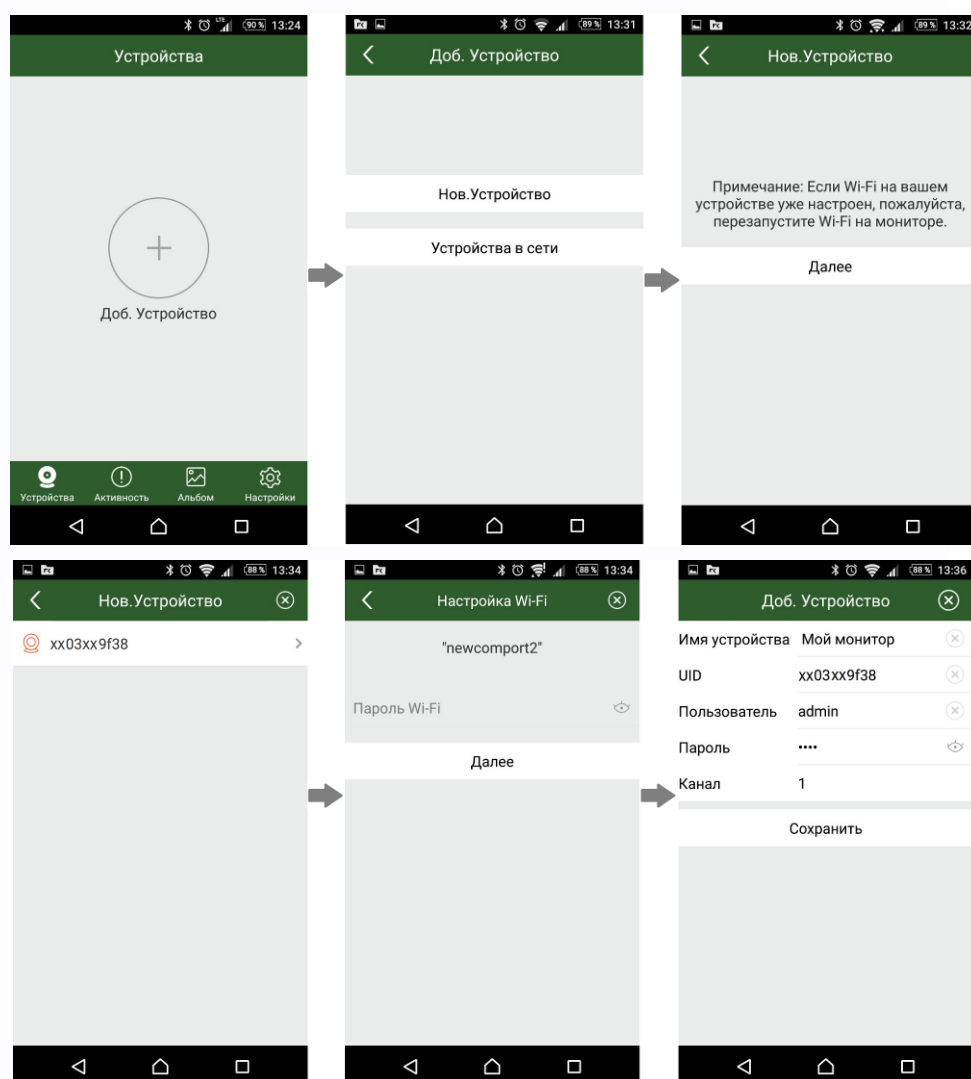 90 % 13:24
Устройства
Доб. Устройство
Устройства Активность Альбом Настройки
89 % 13:31
Доб. Устройство
Нов.Устройство
Устройства в сети
89 % 13:32
Нов.Устройство
Примечание: Если Wi-Fi на вашем
устройстве уже настроен, пожалуйста,
перезапустите Wi-Fi на мониторе.
Далее
88 % 13:34
Нов.Устройство
xx03xx9f38
88 % 13:34
Настройка Wi-Fi
"newcomport2"
Пароль Wi-Fi
Далее
88 % 13:36
Доб. Устройство
Имя устройства Мой монитор
UID xx03xx9f38
Пользователь admin
Пароль ••••
Канал 1
Сохранить